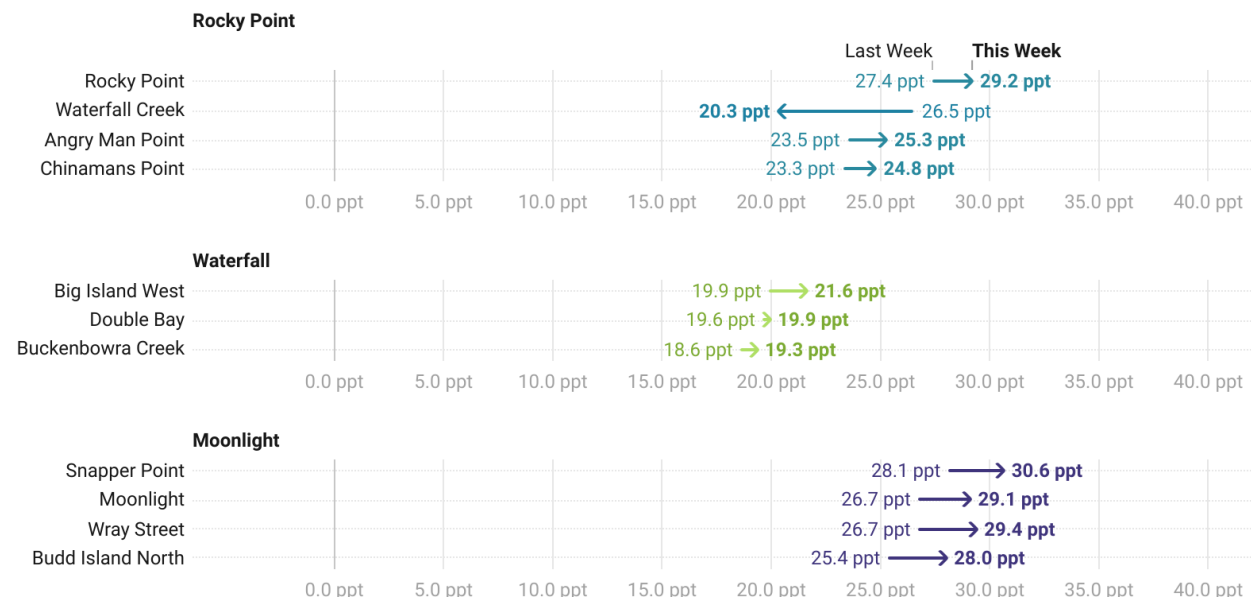 Rocky Point
Last Week This Week
Rocky Point 27.4 ppt 29.2 ppt
Waterfall Creek 20.3 ppt 26.5 ppt
Angry Man Point 23.5 ppt 25.3 ppt
Chinamans Point 23.3 ppt 24.8 ppt
0.0 ppt 5.0 ppt 10.0 ppt 15.0 ppt 20.0 ppt 25.0 ppt 30.0 ppt 35.0 ppt 40.0 ppt
Waterfall
Big Island West 19.9 ppt 21.6 ppt
Double Bay 19.6 ppt 19.9 ppt
Buckenbowra Creek 18.6 ppt 19.3 ppt
0.0 ppt 5.0 ppt 10.0 ppt 15.0 ppt 20.0 ppt 25.0 ppt 30.0 ppt 35.0 ppt 40.0 ppt
Moonlight
Snapper Point 28.1 ppt 30.6 ppt
Moonlight 26.7 ppt 29.1 ppt
Wray Street 26.7 ppt 29.4 ppt
Budd Island North 25.4 ppt 28.0 ppt
0.0 ppt 5.0 ppt 10.0 ppt 15.0 ppt 20.0 ppt 25.0 ppt 30.0 ppt 35.0 ppt 40.0 ppt